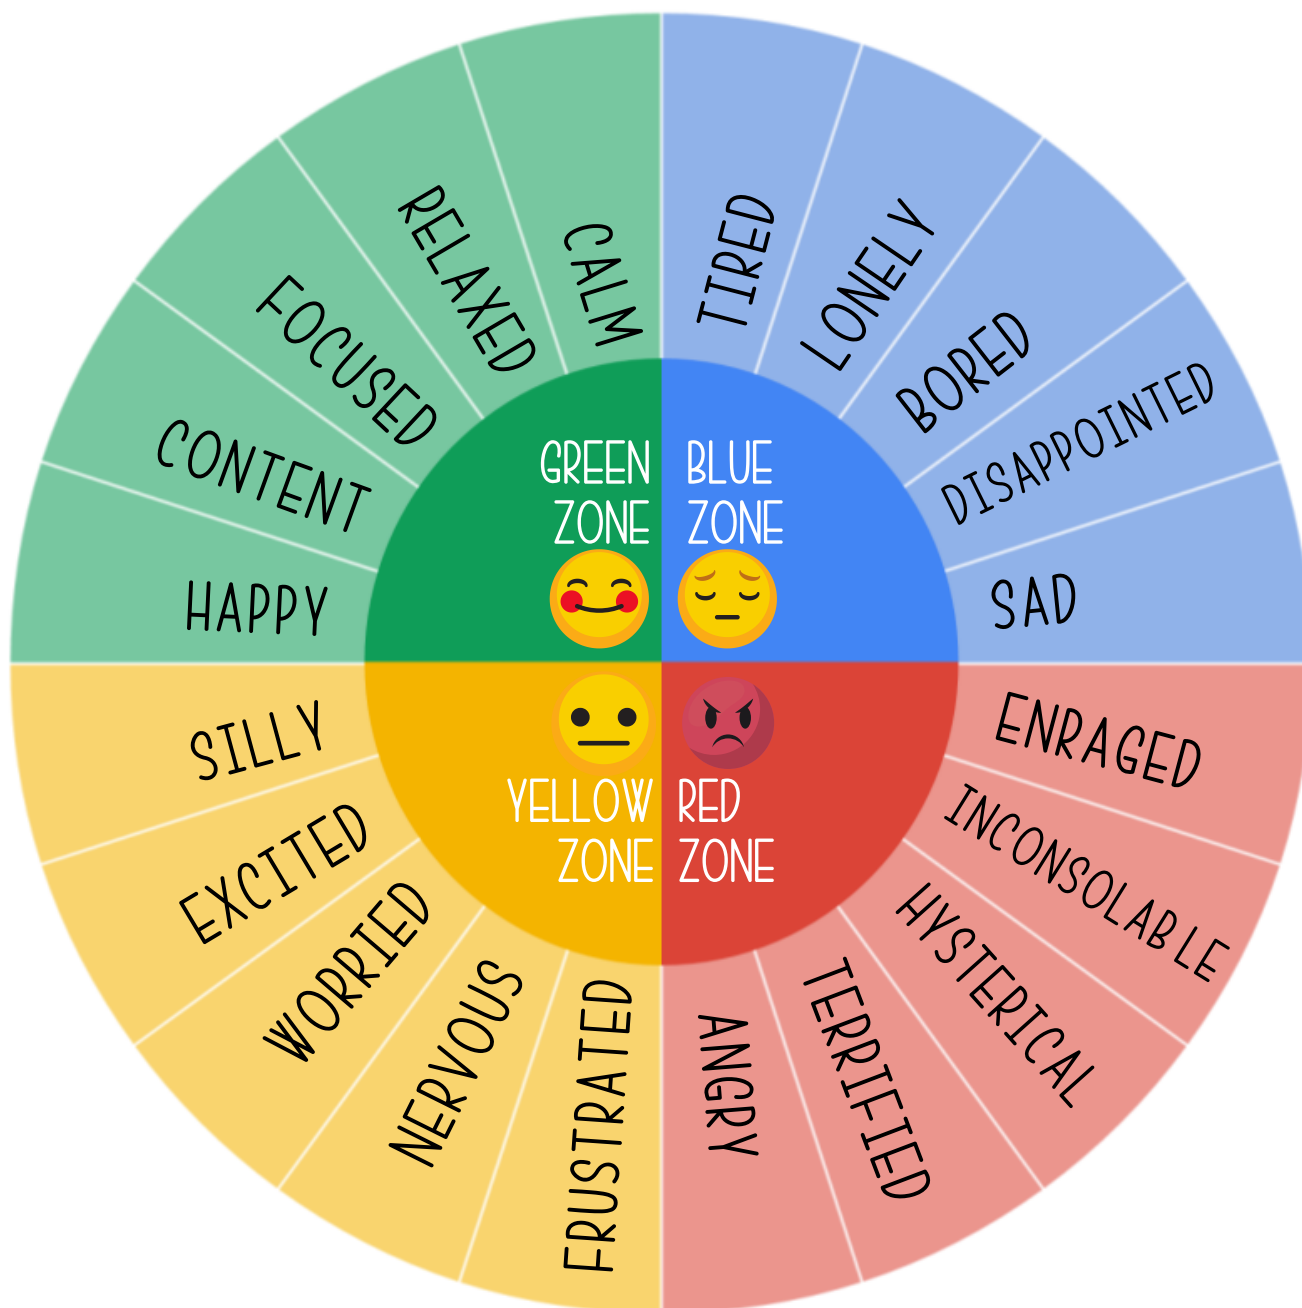 GREEN
ZONE
BLUE
ZONE
YELLOW
ZONE
RED
ZONE
TIRED
LONELY
BORED
DISAPPOINTED
SAD
ENRAGED
INCONSOLABLE
HYSTERICAL
TERRIFIED
ANGRY
FRUSTRATED
NERVOUS
WORRIED
EXCITED
SILLY
HAPPY
CONTENT
FOCUSED
RELAXED
CALM